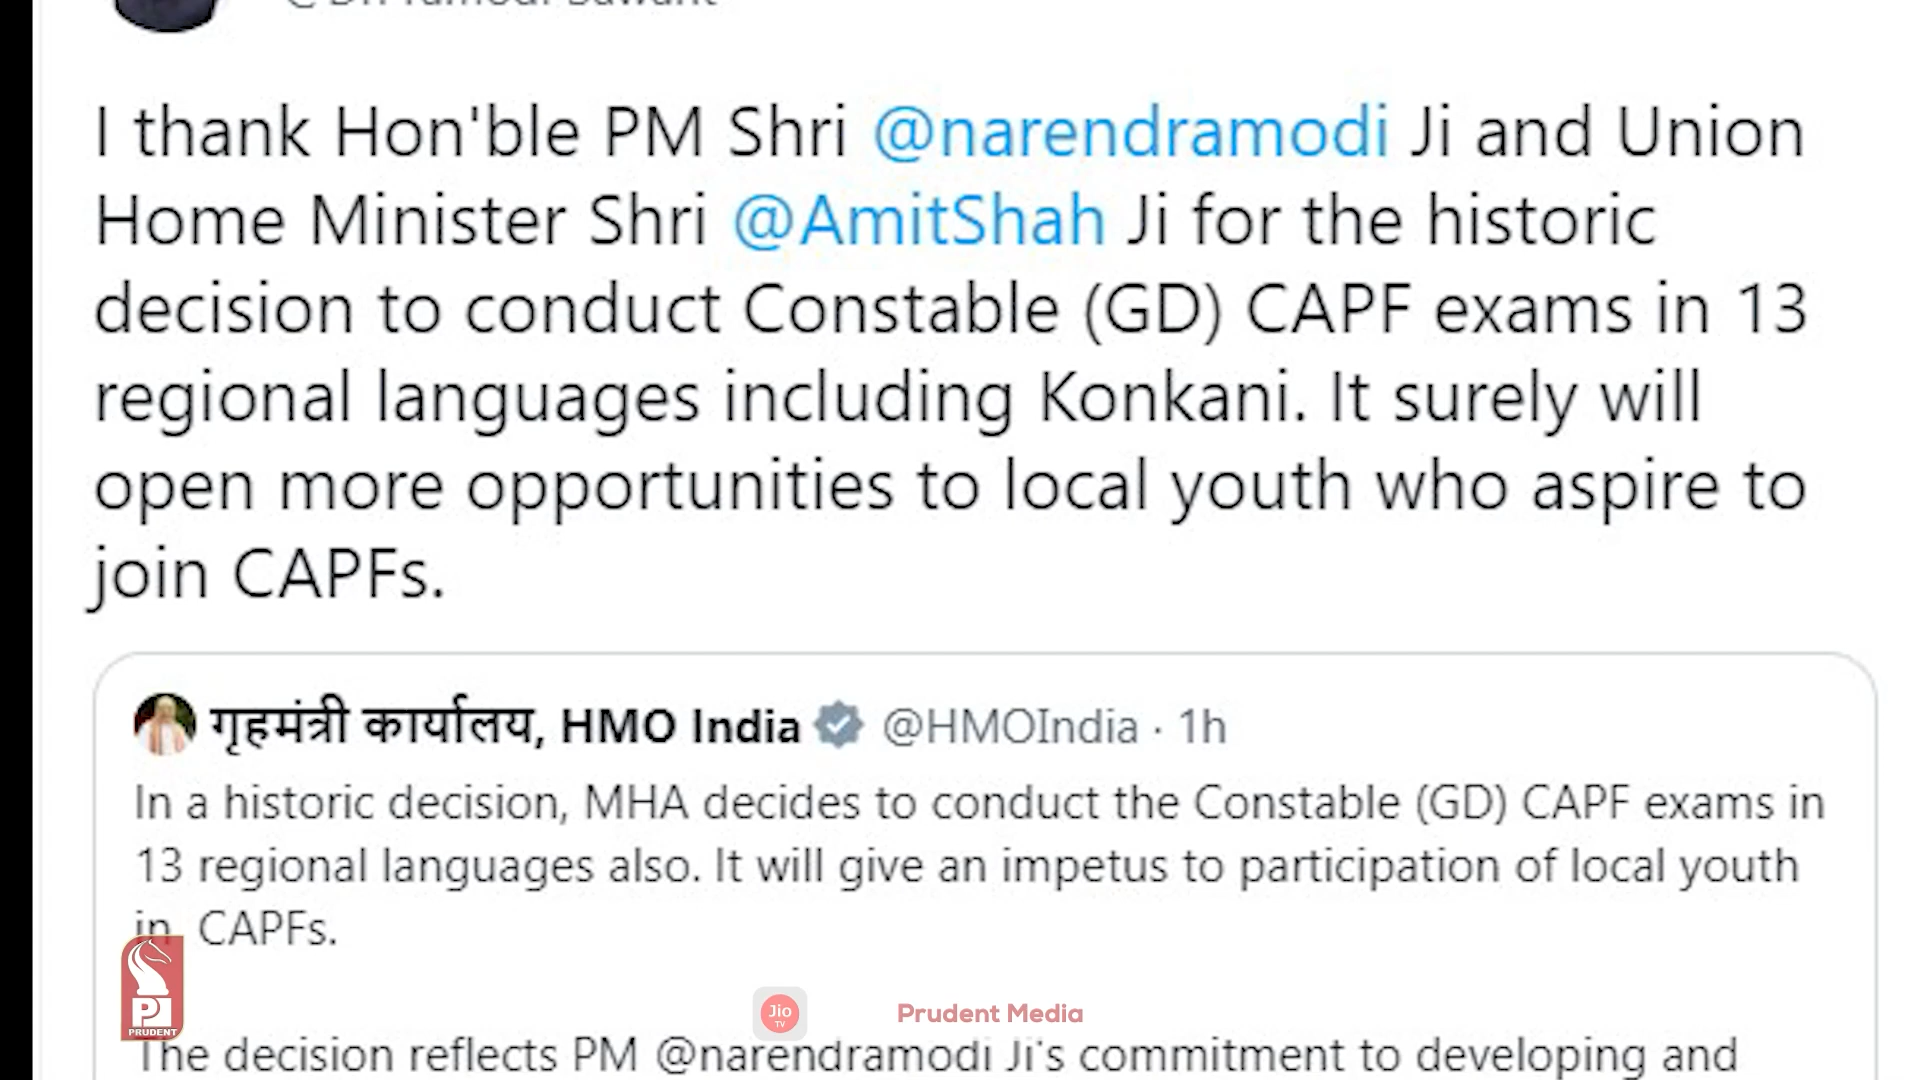 I thank Hon'ble PM Shri @narendramodi Ji and Union
Home Minister Shri @AmitShah Ji for the historic
decision to conduct Constable (GD) CAPF exams in 13
regional languages including Konkani. It surely will
open more opportunities to local youth who aspire to
join CAPFs.
गृहमंत्री कार्यालय, HMO India @HMOIndia · 1h
In a historic decision, MHA decides to conduct the Constable (GD) CAPF exams in
13 regional languages also. It will give an impetus to participation of local youth
in CAPFs.
PRUDENT
Jio
TV
Prudent Media
The decision reflects PM @narendramodi Ji's commitment to developing and